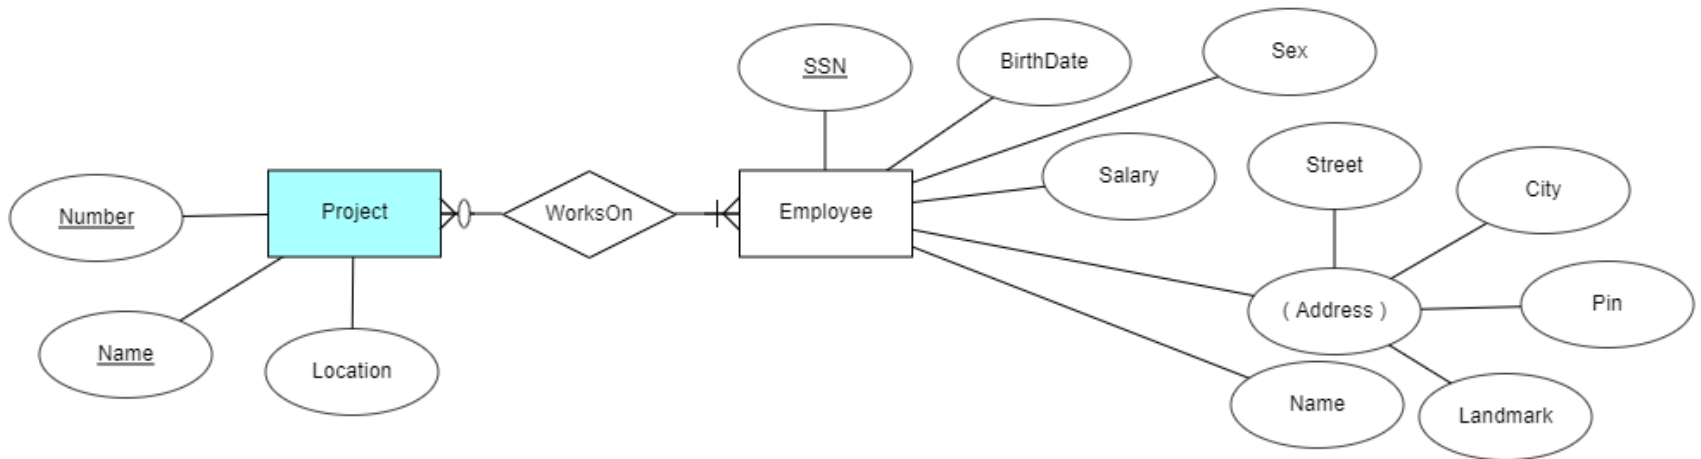 Sex
BirthDate
SSN
Street
Salary
City
Project
WorksOn
Employee
Number
Pin
( Address )
Name
Location
Name
Landmark